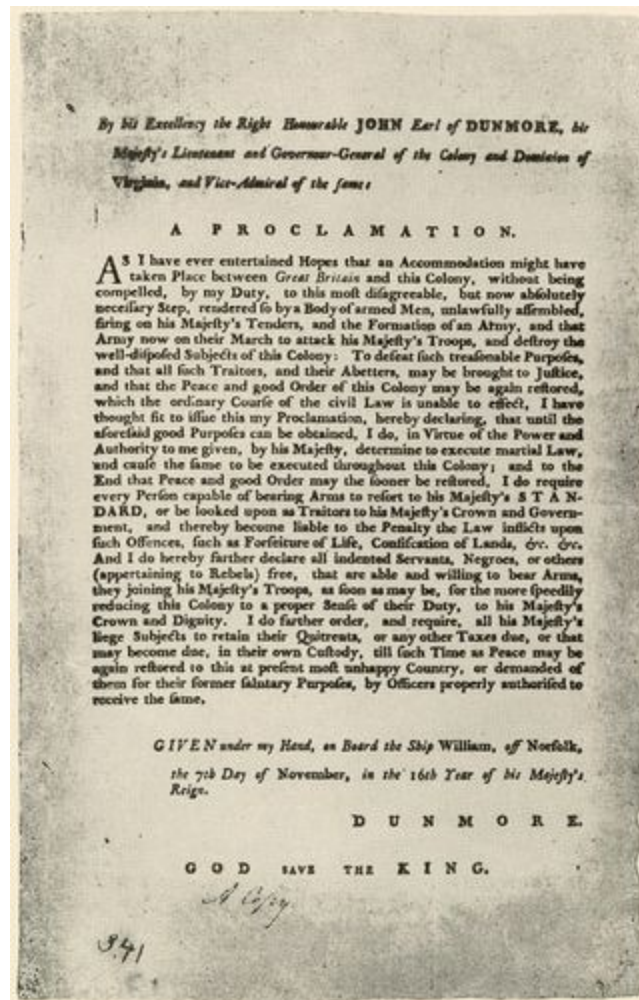 By his Excellency the Right Honourable JOHN Earl of DUNMORE, his
Majeſty's Lieutenant and Governour-General of the Colony and Dominion of
Virginia, and Vice-Admiral of the ſame:
A PROCLAMATION.
AS I have ever entertained Hopes that an Accommodation might have
taken Place between Great Britain and this Colony, without being
compelled, by my Duty, to this moſt diſagreeable, but now abſolutely
neceſſary Step, rendered ſo by a Body of armed Men, unlawfully aſſembled,
firing on his Majeſty's Tenders, and the Formation of an Army, and that
Army now on their March to attack his Majeſty's Troops, and deſtroy the
well-diſpoſed Subjects of this Colony: To defeat ſuch treaſonable Purpoſes,
and that all ſuch Traitors, and their Abetters, may be brought to Juſtice,
and that the Peace and good Order of this Colony may be again reſtored,
which the ordinary Courſe of the civil Law is unable to effect, I have
thought fit to iſſue this my Proclamation, hereby declaring, that until the
aforeſaid good Purpoſes can be obtained, I do, in Virtue of the Power and
Authority to me given, by his Majeſty, determine to execute martial Law,
and cauſe the ſame to be executed throughout this Colony; and to the
End that Peace and good Order may the ſooner be reſtored, I do require
every Perſon capable of bearing Arms to reſort to his Majeſty's STAN-
DARD, or be looked upon as Traitors to his Majeſty's Crown and Govern-
ment, and thereby become liable to the Penalty the Law inflicts upon
ſuch Offences, ſuch as Forfeiture of Life, Confiſcation of Lands, &c. &c.
And I do hereby farther declare all indented Servants, Negroes, or others
(appertaining to Rebels) free, that are able and willing to bear Arms,
they joining his Majeſty's Troops, as ſoon as may be, for the more ſpeedily
reducing this Colony to a proper Senſe of their Duty, to his Majeſty's
Crown and Dignity. I do farther order, and require, all his Majeſty's
liege Subjects to retain their Quitrents, or any other Taxes due, or that
may become due, in their own Cuſtody, till ſuch Time as Peace may be
again reſtored to this at preſent moſt unhappy Country, or demanded of
them for their former ſalutary Purpoſes, by Officers properly authoriſed to
receive the ſame.
GIVEN under my Hand, on Board the Ship William, off Norfolk,
the 7th Day of November, in the 16th Year of his Majeſty's
Reign.
DUNMORE.
GOD SAVE THE KING.
A Copy.
341